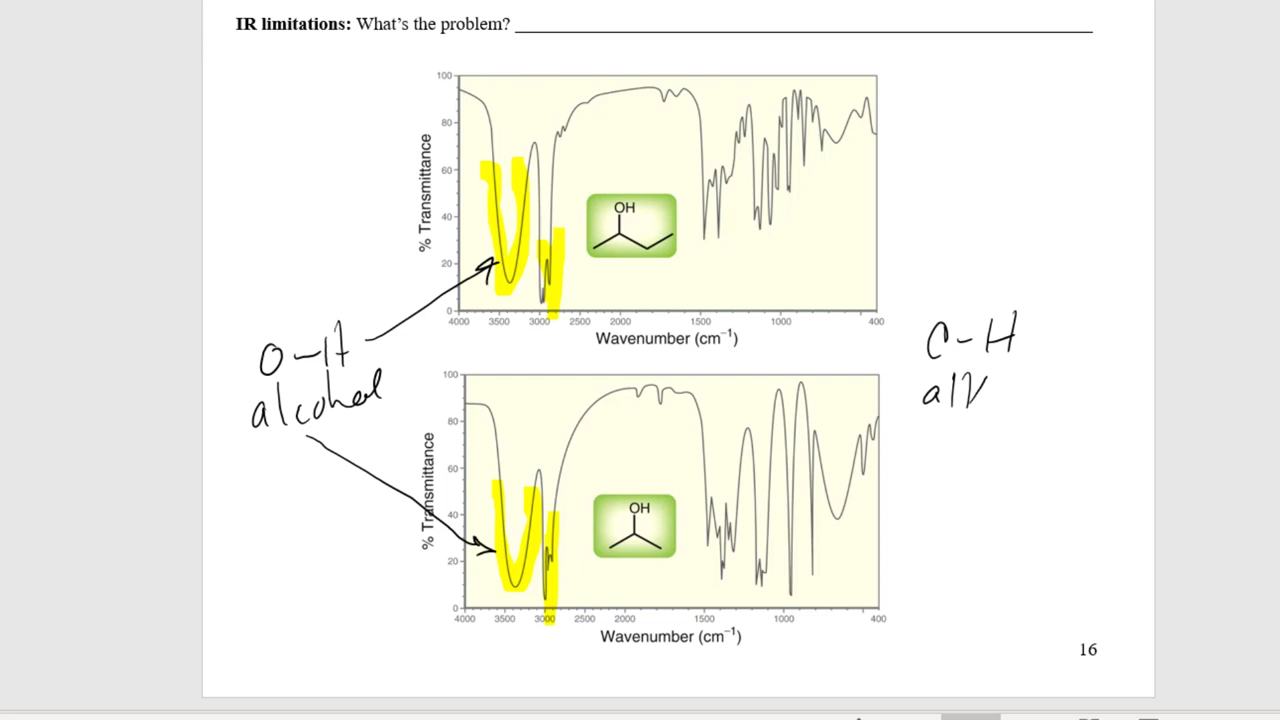 IR limitations: What's the problem?
100
80
60
40
20
0
% Transmittance
OH
4000 3500 3000 2500 2000 1500 1000 400
Wavenumber (cm⁻¹)
O-H
alcohol
C-H
100
80
60
40
20
0
% Transmittance
OH
4000 3500 3000 2500 2000 1500 1000 400
Wavenumber (cm⁻¹)
16